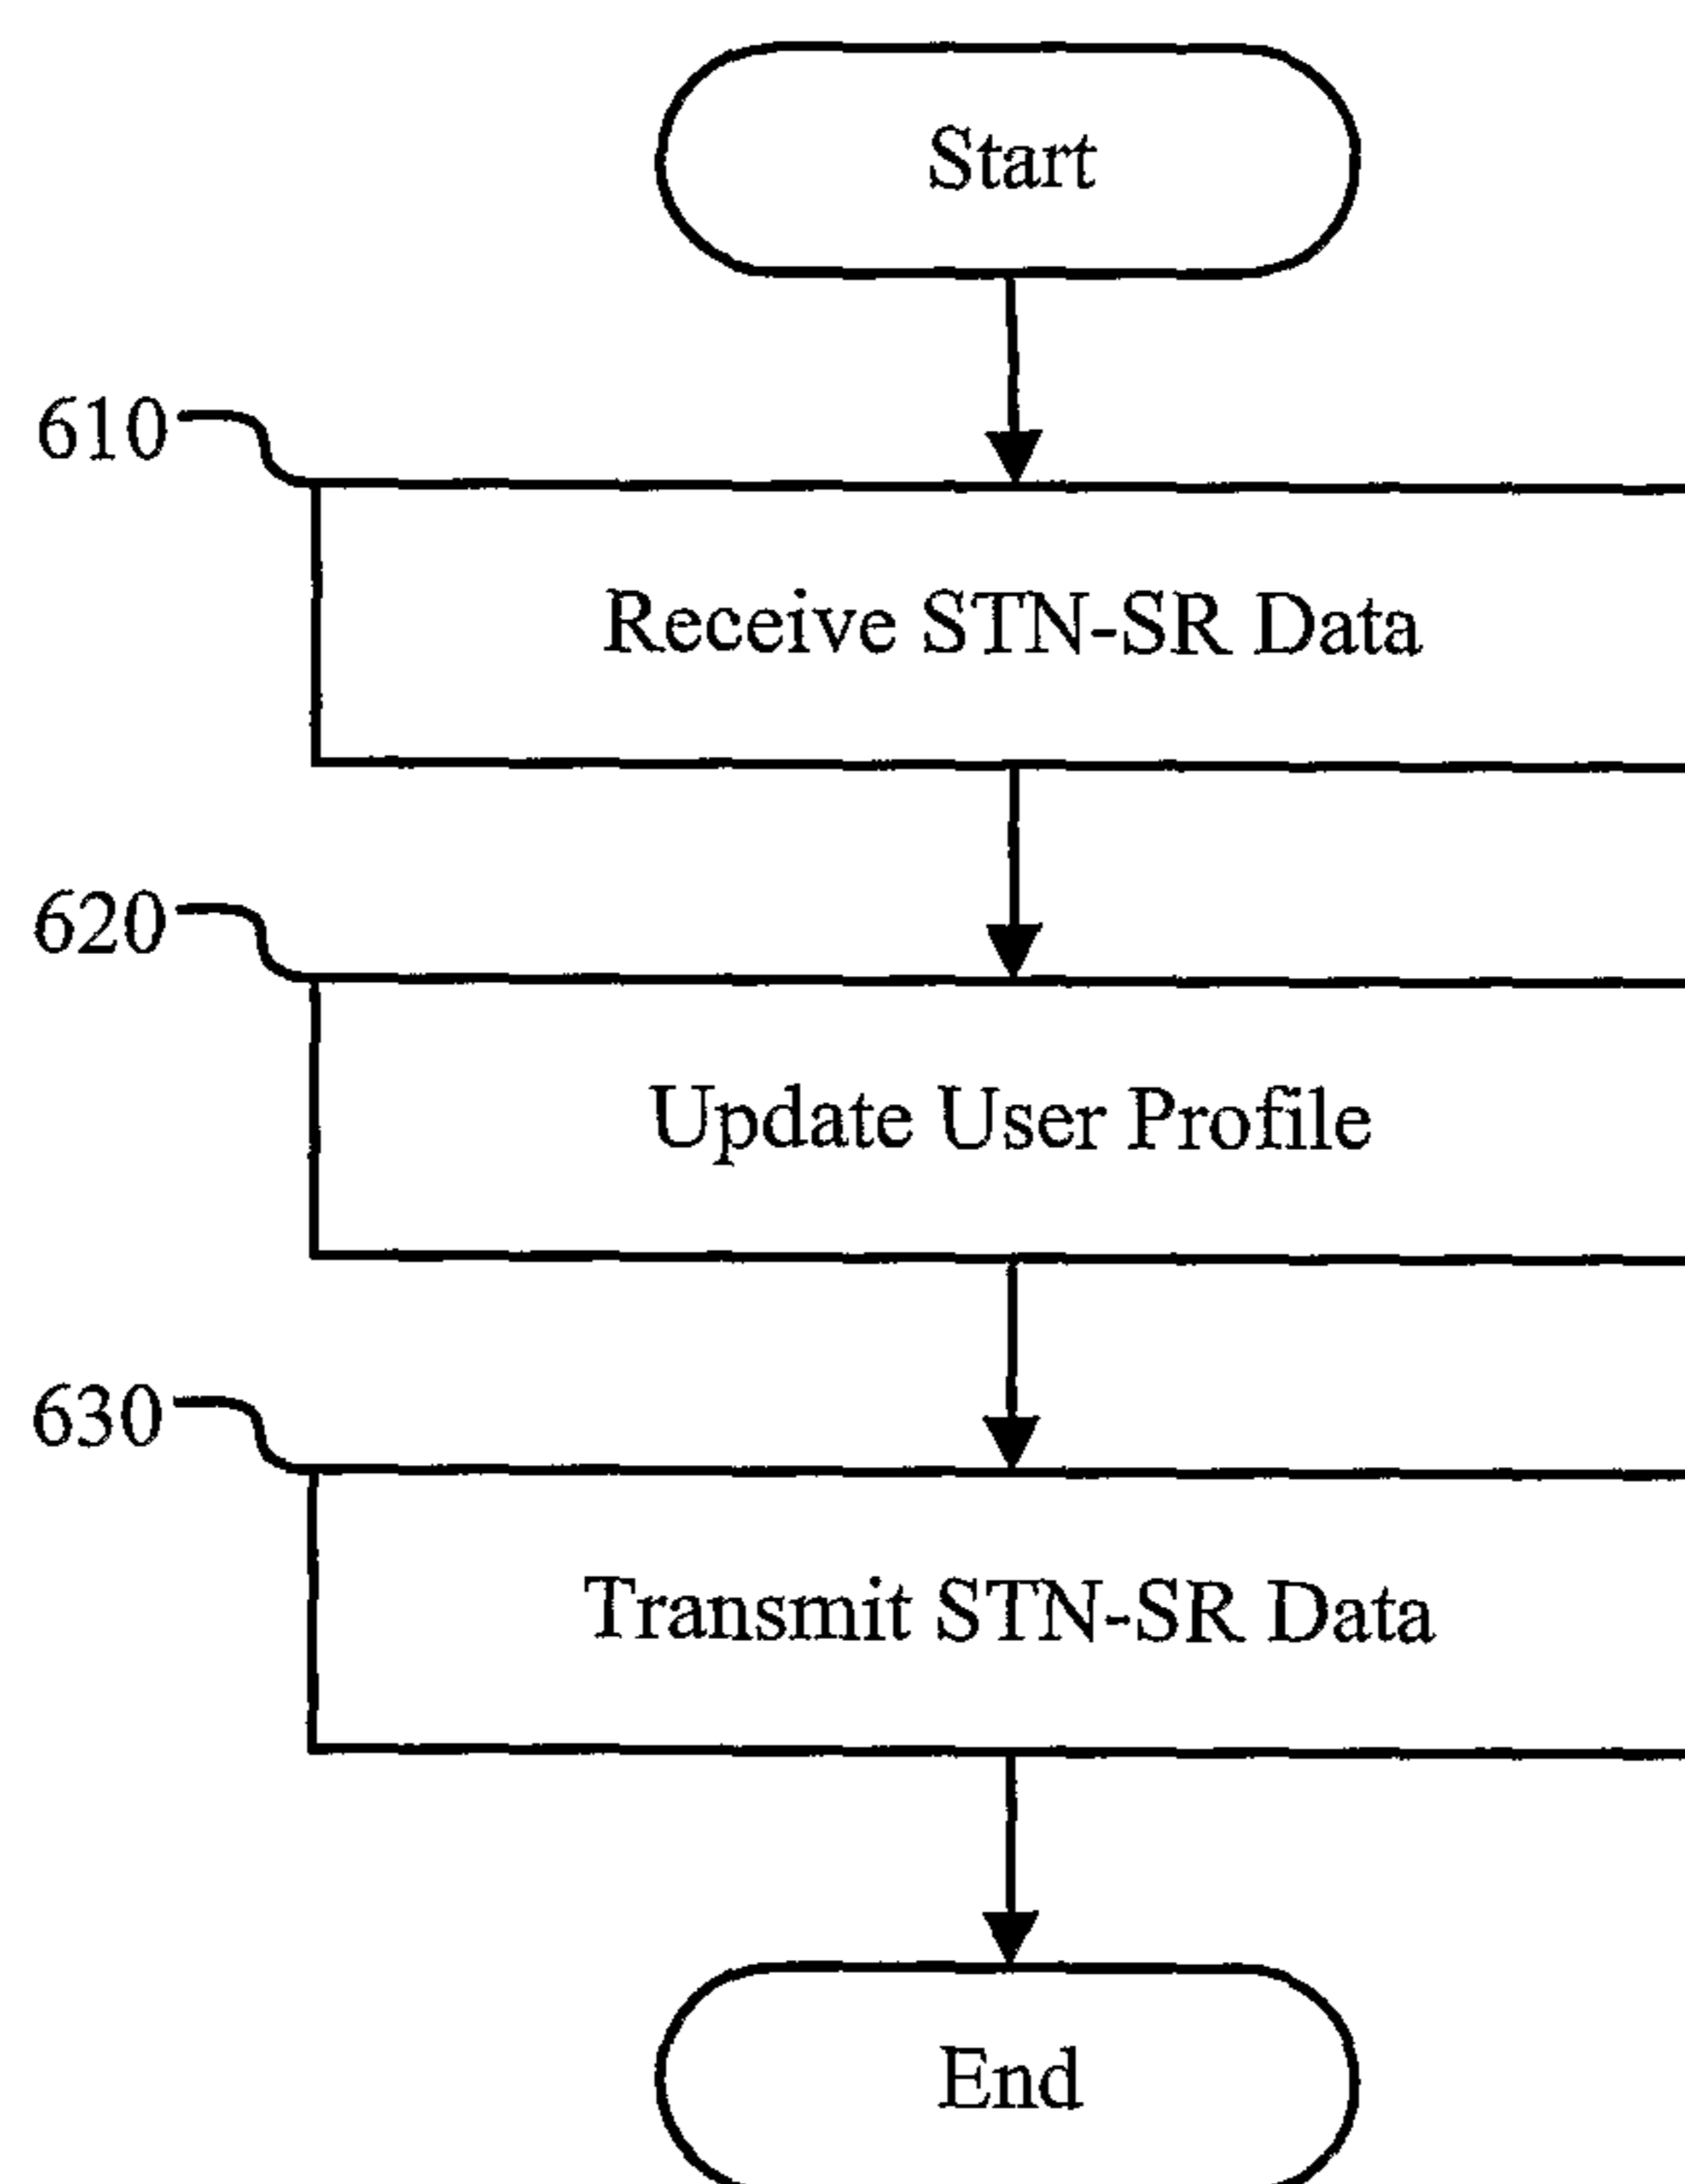 Start
610
Receive STN-SR Data
620
Update User Profile
630
Transmit STN-SR Data
End